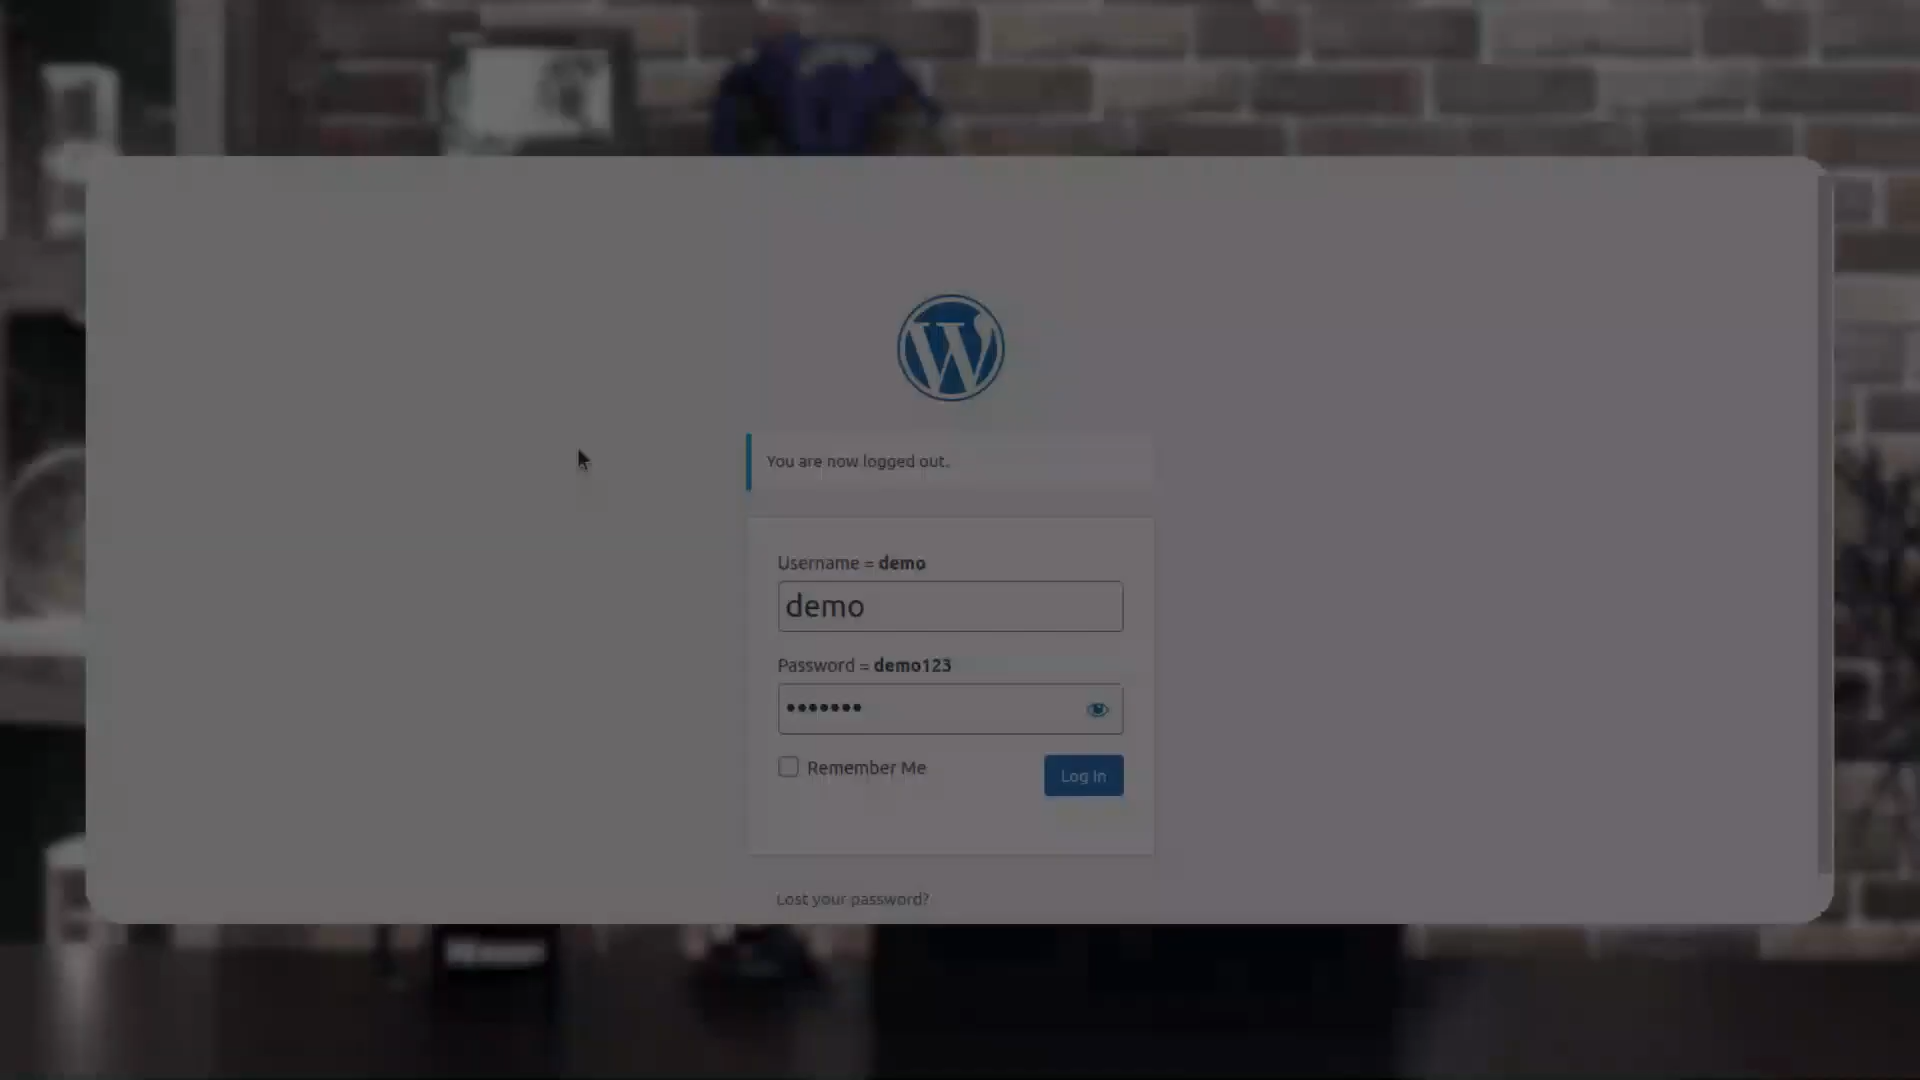 You are now logged out.
Username = demo
demo
Password = demo123
•••••••
Remember Me
Log In
Lost your password?